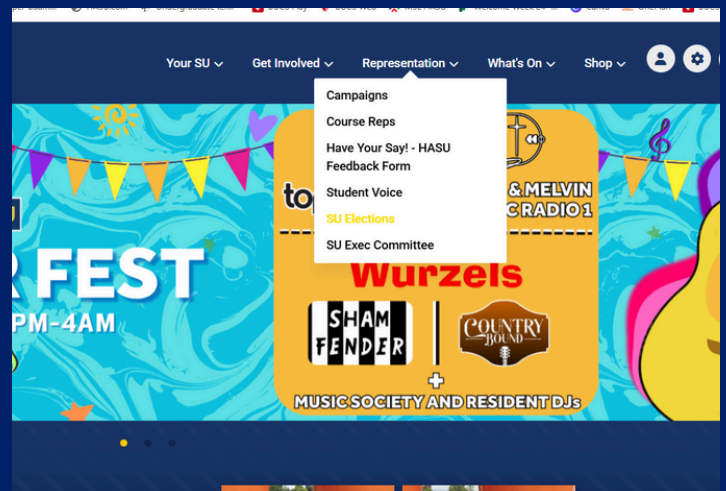 Your SU
Get Involved
Representation
What's On
Shop
Campaigns
Course Reps
Have Your Say! - HASU
Feedback Form
Student Voice
SU Elections
SU Exec Committee
& MELVIN
RADIO 1
FEST
PM-4AM
Wurzels
SHAM
FENDER
COUNTRY
BOUND
+
MUSIC SOCIETY AND RESIDENT DJs